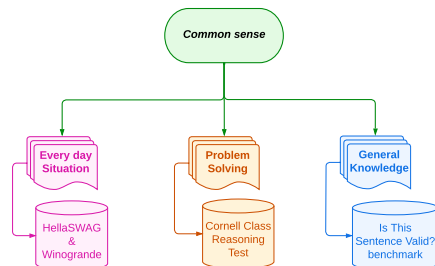 Common sense
Every day
Situation
Problem
Solving
General
Knowledge
HellaSWAG
&
Winogrande
Cornell Class
Reasoning
Test
Is This
Sentence Valid?
benchmark